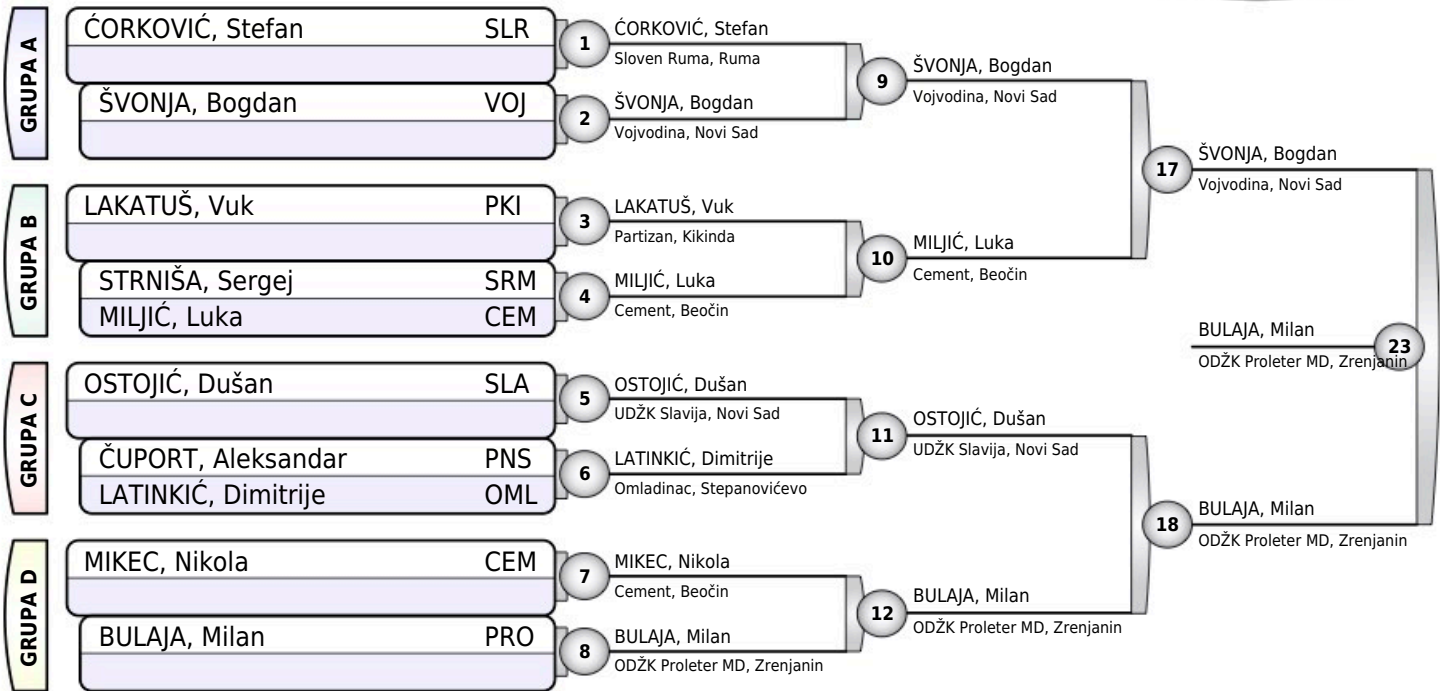 GRUPA A
ĆORKOVIĆ, Stefan SLR
ŠVONJA, Bogdan VOJ
1
ĆORKOVIĆ, Stefan
Sloven Ruma, Ruma
2
ŠVONJA, Bogdan
Vojvodina, Novi Sad
9
ŠVONJA, Bogdan
Vojvodina, Novi Sad
GRUPA B
LAKATUŠ, Vuk PKI
STRNIŠA, Sergej SRM
MILJIĆ, Luka CEM
3
LAKATUŠ, Vuk
Partizan, Kikinda
4
MILJIĆ, Luka
Cement, Beočin
10
MILJIĆ, Luka
Cement, Beočin
17
ŠVONJA, Bogdan
Vojvodina, Novi Sad
GRUPA C
OSTOJIĆ, Dušan SLA
ČUPORT, Aleksandar PNS
LATINKIĆ, Dimitrije OML
5
OSTOJIĆ, Dušan
UDŽK Slavija, Novi Sad
6
LATINKIĆ, Dimitrije
Omladinac, Stepanovićevo
11
OSTOJIĆ, Dušan
UDŽK Slavija, Novi Sad
GRUPA D
MIKEC, Nikola CEM
BULAJA, Milan PRO
7
MIKEC, Nikola
Cement, Beočin
8
BULAJA, Milan
ODŽK Proleter MD, Zrenjanin
12
BULAJA, Milan
ODŽK Proleter MD, Zrenjanin
18
BULAJA, Milan
ODŽK Proleter MD, Zrenjanin
BULAJA, Milan
ODŽK Proleter MD, Zrenjanin
23